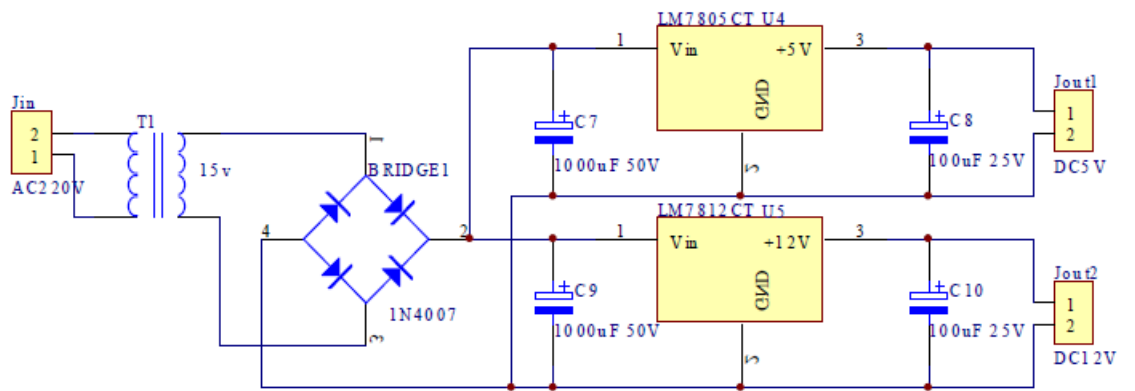 LM7805CT U4
1
Vin
+5V
3
GND
2
C7
1000uF 50V
C8
100uF 25V
Jout1
1
2
DC5V
Jin
2
1
AC220V
T1
15v
1
BRIDGE1
4
2
3
1N4007
LM7812CT U5
1
Vin
+12V
3
GND
2
C9
1000uF 50V
C10
100uF 25V
Jout2
1
2
DC12V